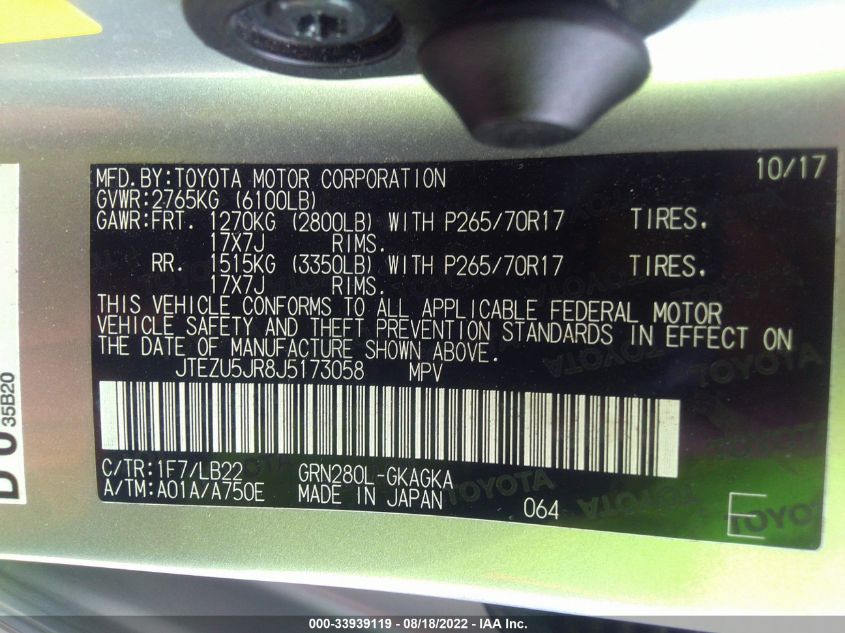 10/17
MFD.BY:TOYOTA MOTOR CORPORATION
GVWR:2765KG (6100LB)
GAWR:FRT. 1270KG (2800LB) WITH P265/70R17 TIRES.
17X7J RIMS.
RR. 1515KG (3350LB) WITH P265/70R17 TIRES.
17X7J RIMS.
THIS VEHICLE CONFORMS TO ALL APPLICABLE FEDERAL MOTOR
VEHICLE SAFETY AND THEFT PREVENTION STANDARDS IN EFFECT ON
THE DATE OF MANUFACTURE SHOWN ABOVE.
JTEZU5JR8J5173058 MPV
C/TR:1F7/LB22 GRN280L-GKAGKA
A/TM:A01A/A750E MADE IN JAPAN 064
E
TOYOTA
35B20
000-33939119 - 08/18/2022 - IAA Inc.